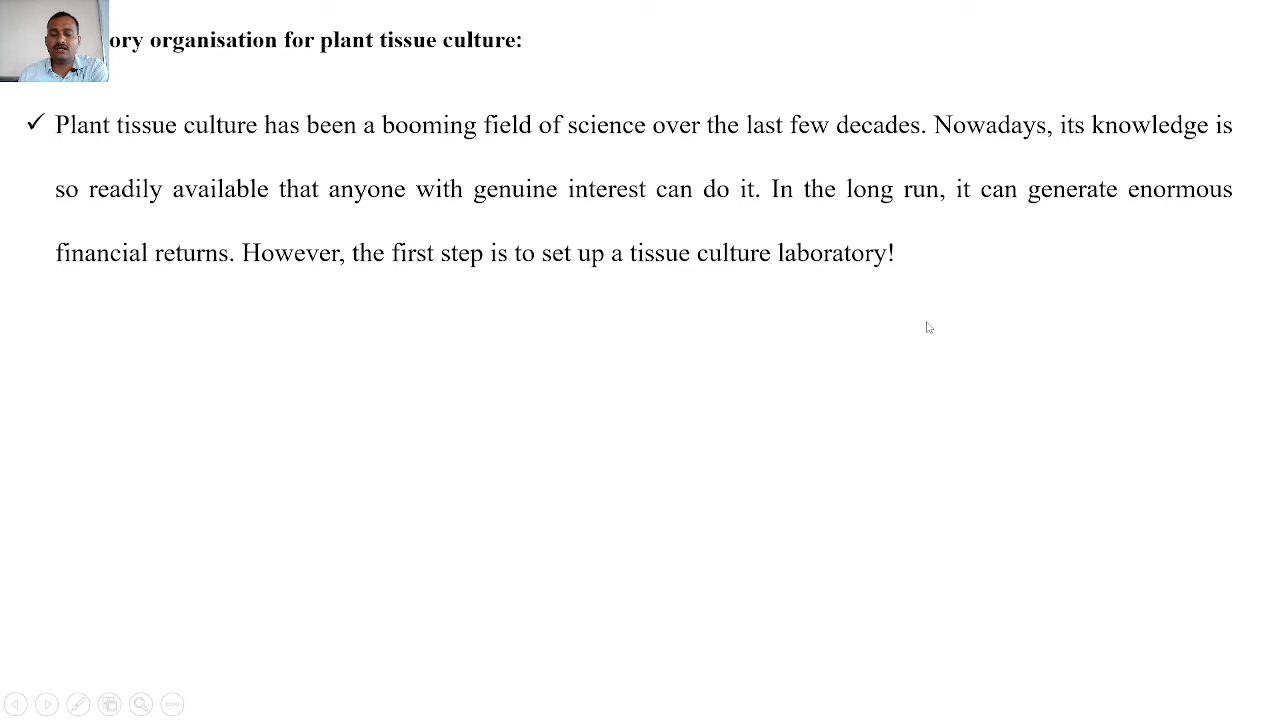 ory organisation for plant tissue culture:
✓ Plant tissue culture has been a booming field of science over the last few decades. Nowadays, its knowledge is
so readily available that anyone with genuine interest can do it. In the long run, it can generate enormous
financial returns. However, the first step is to set up a tissue culture laboratory!